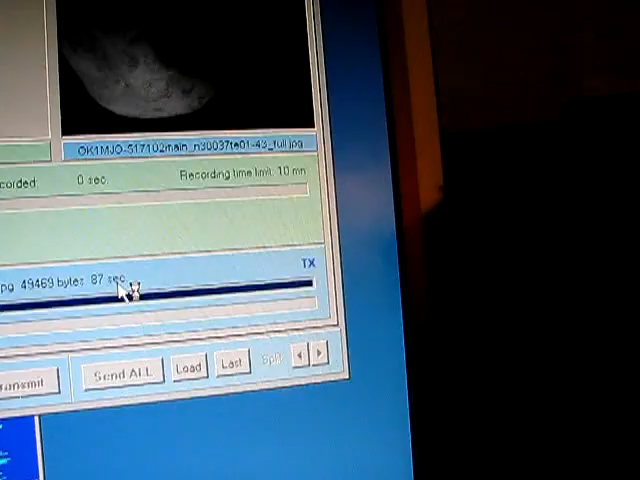 OK1MJO-517102main_n30037te01-43_full.jpg
corded: 0 sec. Recording time limit: 10 mn
TX
pg 49469 bytes 87 sec
ransmit Send ALL Load Last Split